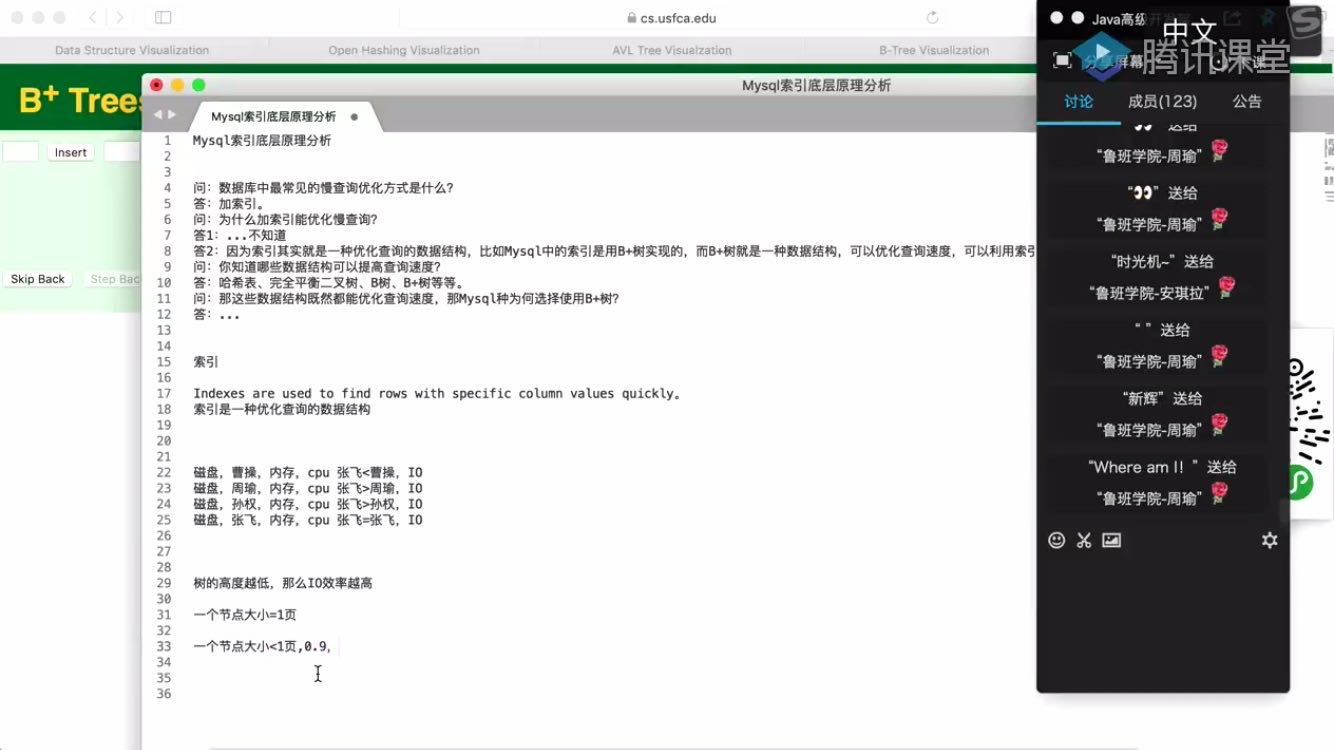 cs.usfca.edu
Data Structure Visualization
Open Hashing Visualization
AVL Tree Visualzation
B-Tree Visualization
B+ Trees
Insert
Skip Back
Step Bac
Mysql索引底层原理分析
Mysql索引底层原理分析
1 Mysql索引底层原理分析
2
3
4 问：数据库中最常见的慢查询优化方式是什么？
5 答：加索引。
6 问：为什么加索引能优化慢查询？
7 答1：...不知道
8 答2：因为索引其实就是一种优化查询的数据结构，比如Mysql中的索引是用B+树实现的，而B+树就是一种数据结构，可以优化查询速度，可以利用索引
9 问：你知道哪些数据结构可以提高查询速度？
10 答：哈希表、完全平衡二叉树、B树、B+树等等。
11 问：那这些数据结构既然都能优化查询速度，那Mysql种为何选择使用B+树？
12 答：...
13
14
15 索引
16
17 Indexes are used to find rows with specific column values quickly。
18 索引是一种优化查询的数据结构
19
20
21
22 磁盘，曹操，内存，cpu 张飞<曹操，IO
23 磁盘，周瑜，内存，cpu 张飞>周瑜，IO
24 磁盘，孙权，内存，cpu 张飞>孙权，IO
25 磁盘，张飞，内存，cpu 张飞=张飞，IO
26
27
28
29 树的高度越低，那么IO效率越高
30
31 一个节点大小=1页
32
33 一个节点大小<1页,0.9，
34
35
36
Java高级开发
中文
腾讯课堂
分享屏幕
下课
讨论
成员(123)
公告
“👀” 送给
“鲁班学院-周瑜”
“👀” 送给
“鲁班学院-周瑜”
“时光机~” 送给
“鲁班学院-安琪拉”
“ ” 送给
“鲁班学院-周瑜”
“新辉” 送给
“鲁班学院-周瑜”
“Where am I！” 送给
“鲁班学院-周瑜”